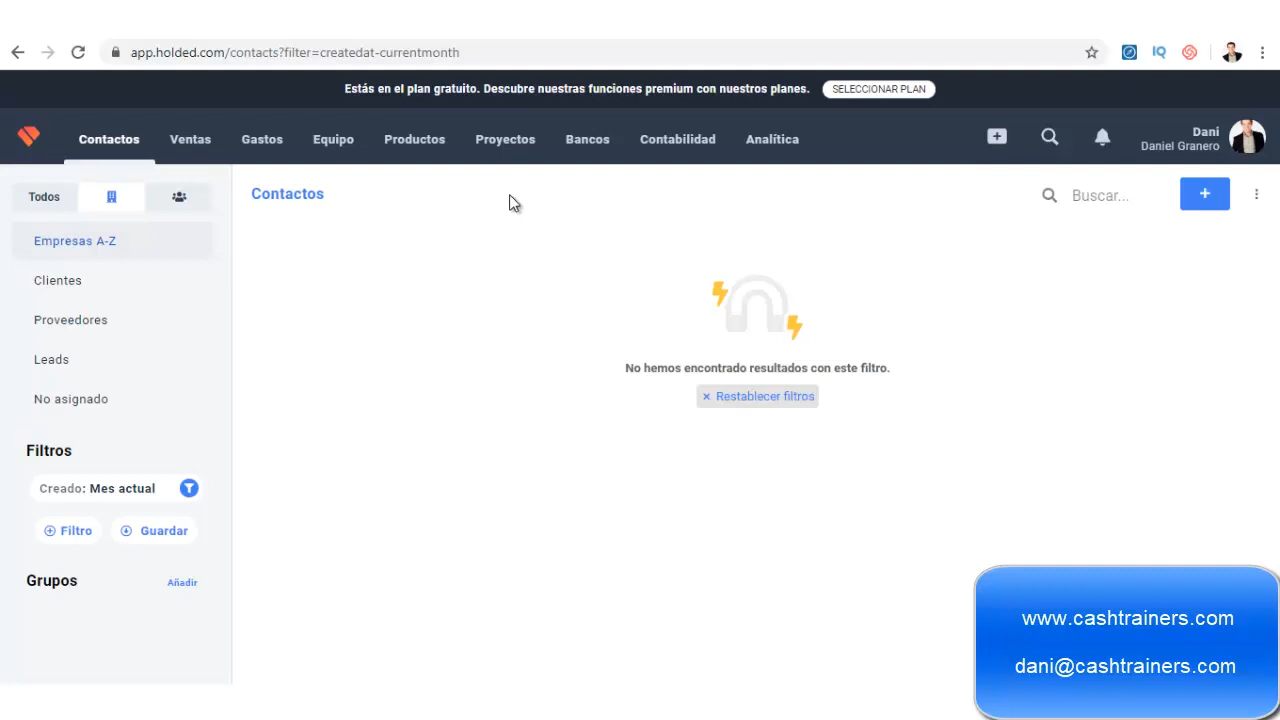 app.holded.com/contacts?filter=createdat-currentmonth
IQ
Estás en el plan gratuito. Descubre nuestras funciones premium con nuestros planes. SELECCIONAR PLAN
Contactos Ventas Gastos Equipo Productos Proyectos Bancos Contabilidad Analítica
Dani
Daniel Granero
Todos
Contactos
Buscar...
Empresas A-Z
Clientes
Proveedores
Leads
No asignado
No hemos encontrado resultados con este filtro.
× Restablecer filtros
Filtros
Creado: Mes actual
Filtro Guardar
Grupos Añadir
www.cashtrainers.com
dani@cashtrainers.com